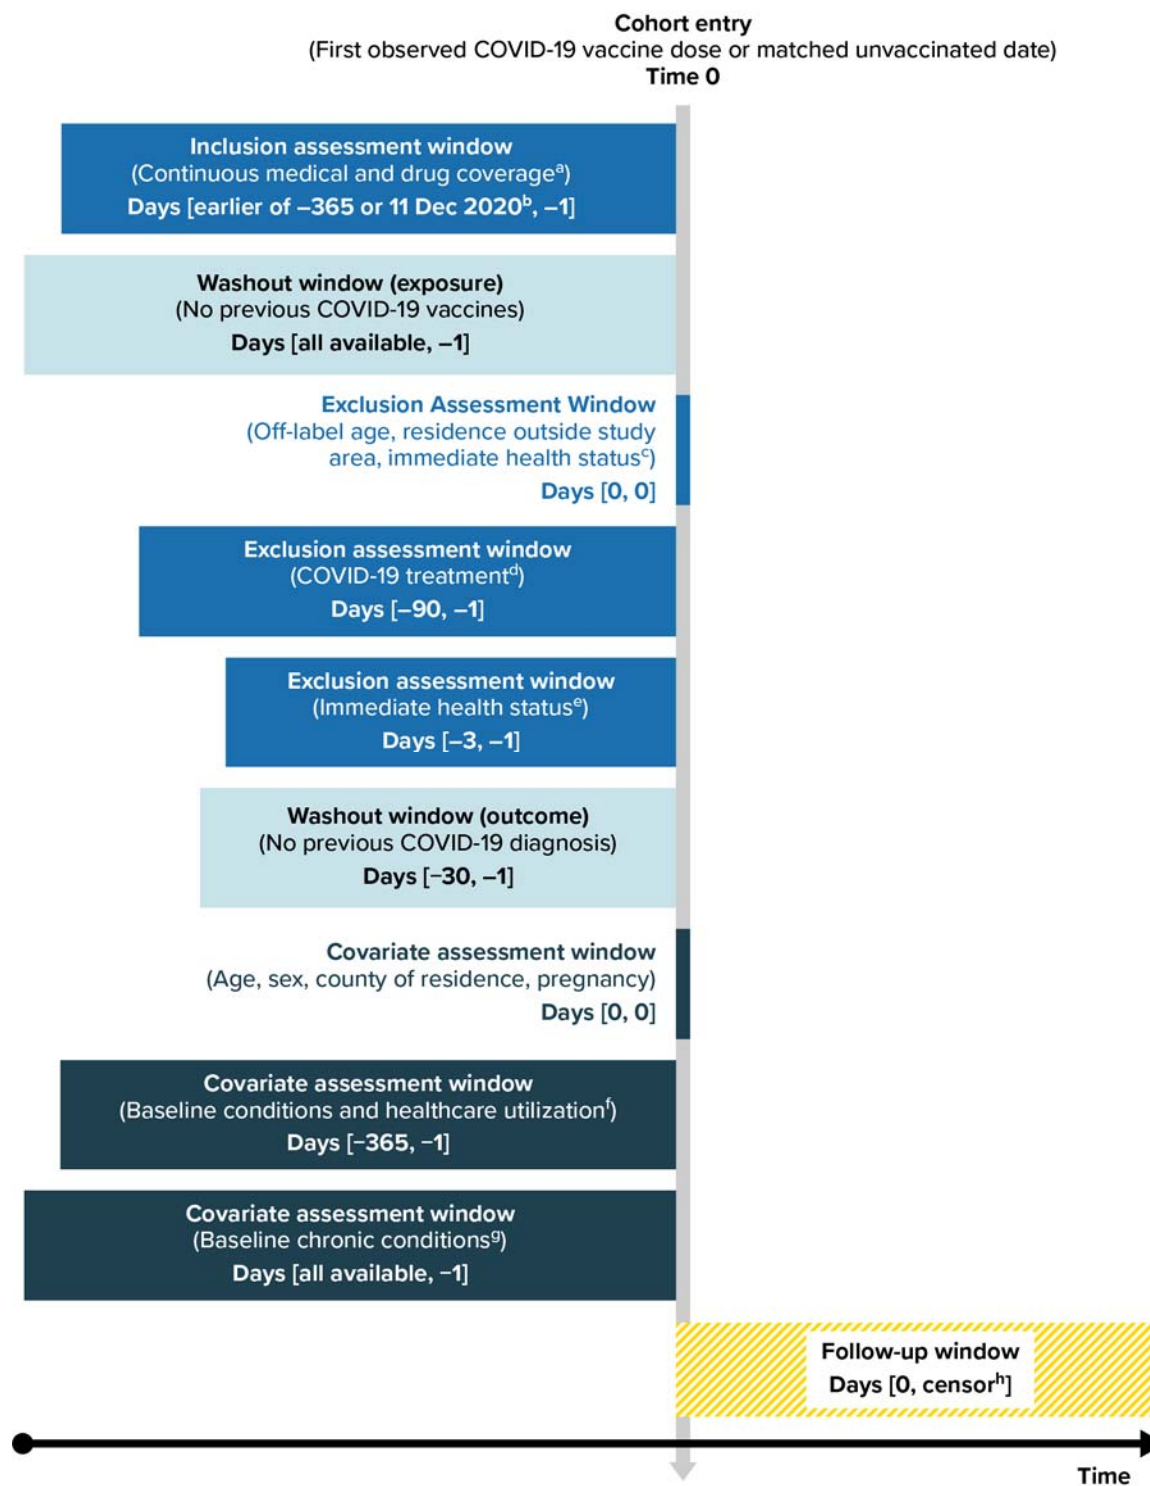 Cohort entry
(First observed COVID-19 vaccine dose or matched unvaccinated date)
Time 0
Inclusion assessment window
(Continuous medical and drug coverageᵃ)
Days [earlier of –365 or 11 Dec 2020ᵇ, –1]
Washout window (exposure)
(No previous COVID-19 vaccines)
Days [all available, –1]
Exclusion Assessment Window
(Off-label age, residence outside study
area, immediate health statusᶜ)
Days [0, 0]
Exclusion assessment window
(COVID-19 treatmentᵈ)
Days [–90, –1]
Exclusion assessment window
(Immediate health statusᵉ)
Days [–3, –1]
Washout window (outcome)
(No previous COVID-19 diagnosis)
Days [−30, –1]
Covariate assessment window
(Age, sex, county of residence, pregnancy)
Days [0, 0]
Covariate assessment window
(Baseline conditions and healthcare utilizationᶠ)
Days [−365, −1]
Covariate assessment window
(Baseline chronic conditionsᵍ)
Days [all available, −1]
Follow-up window
Days [0, censorʰ]
Time